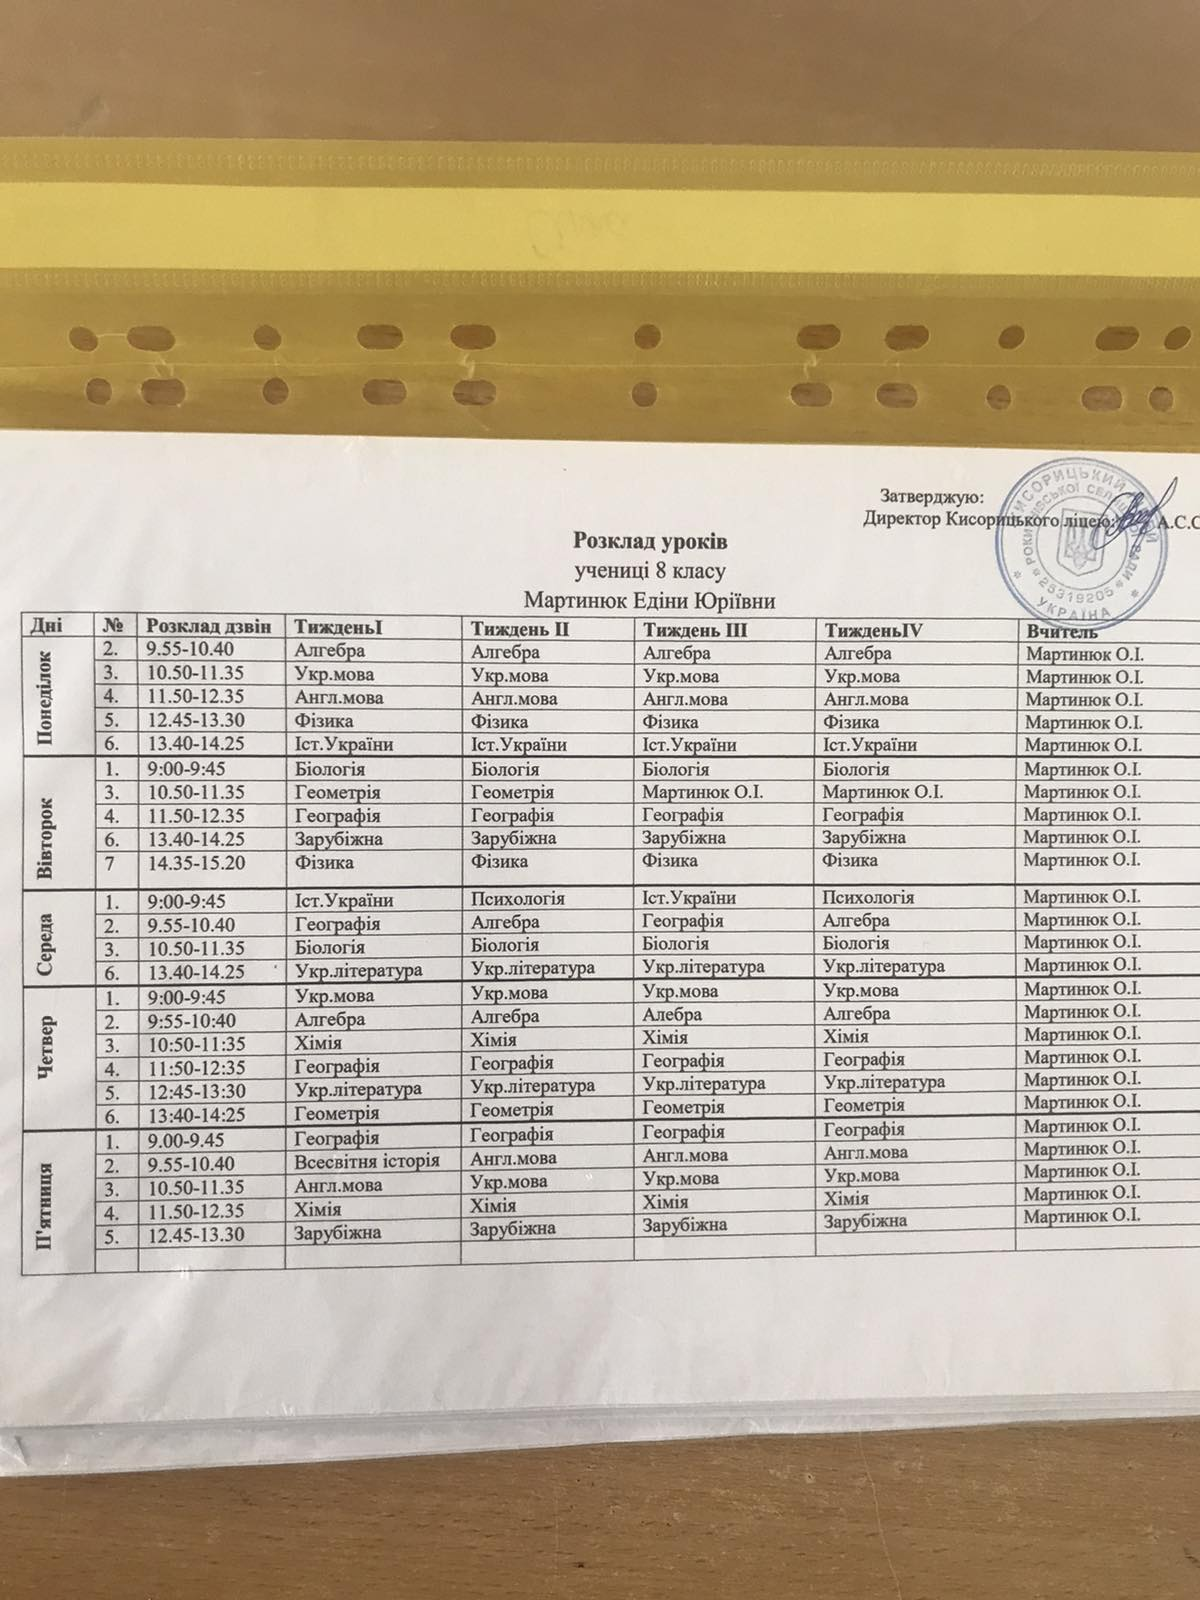 Затверджую:
Директор Кисорицького ліцею: А.С.С
КИСОРИЦЬКИЙ
25319205
УКРАЇНА
Розклад уроків
учениці 8 класу
Мартинюк Едіни Юріївни
Дні № Розклад дзвін ТижденьI Тиждень II Тиждень III ТижденьIV Вчитель
Понеділок
2. 9.55-10.40 Алгебра Алгебра Алгебра Алгебра Мартинюк О.І.
3. 10.50-11.35 Укр.мова Укр.мова Укр.мова Укр.мова Мартинюк О.І.
4. 11.50-12.35 Англ.мова Англ.мова Англ.мова Англ.мова Мартинюк О.І.
5. 12.45-13.30 Фізика Фізика Фізика Фізика Мартинюк О.І.
6. 13.40-14.25 Іст.України Іст.України Іст.України Іст.України Мартинюк О.І.
Вівторок
1. 9:00-9:45 Біологія Біологія Біологія Біологія Мартинюк О.І.
3. 10.50-11.35 Геометрія Геометрія Мартинюк О.І. Мартинюк О.І. Мартинюк О.І.
4. 11.50-12.35 Географія Географія Географія Географія Мартинюк О.І.
6. 13.40-14.25 Зарубіжна Зарубіжна Зарубіжна Зарубіжна Мартинюк О.І.
7 14.35-15.20 Фізика Фізика Фізика Фізика Мартинюк О.І.
Середа
1. 9:00-9:45 Іст.України Психологія Іст.України Психологія Мартинюк О.І.
2. 9.55-10.40 Географія Алгебра Географія Алгебра Мартинюк О.І.
3. 10.50-11.35 Біологія Біологія Біологія Біологія Мартинюк О.І.
6. 13.40-14.25 Укр.література Укр.література Укр.література Укр.література Мартинюк О.І.
Четвер
1. 9:00-9:45 Укр.мова Укр.мова Укр.мова Укр.мова Мартинюк О.І.
2. 9:55-10:40 Алгебра Алгебра Алебра Алгебра Мартинюк О.І.
3. 10:50-11:35 Хімія Хімія Хімія Хімія Мартинюк О.І.
4. 11:50-12:35 Географія Географія Географія Географія Мартинюк О.І.
5. 12:45-13:30 Укр.література Укр.література Укр.література Укр.література Мартинюк О.І.
6. 13:40-14:25 Геометрія Геометрія Геометрія Геометрія Мартинюк О.І.
П'ятниця
1. 9.00-9.45 Географія Географія Географія Географія Мартинюк О.І.
2. 9.55-10.40 Всесвітня історія Англ.мова Англ.мова Англ.мова Мартинюк О.І.
3. 10.50-11.35 Англ.мова Укр.мова Укр.мова Укр.мова Мартинюк О.І.
4. 11.50-12.35 Хімія Хімія Хімія Хімія Мартинюк О.І.
5. 12.45-13.30 Зарубіжна Зарубіжна Зарубіжна Зарубіжна Мартинюк О.І.